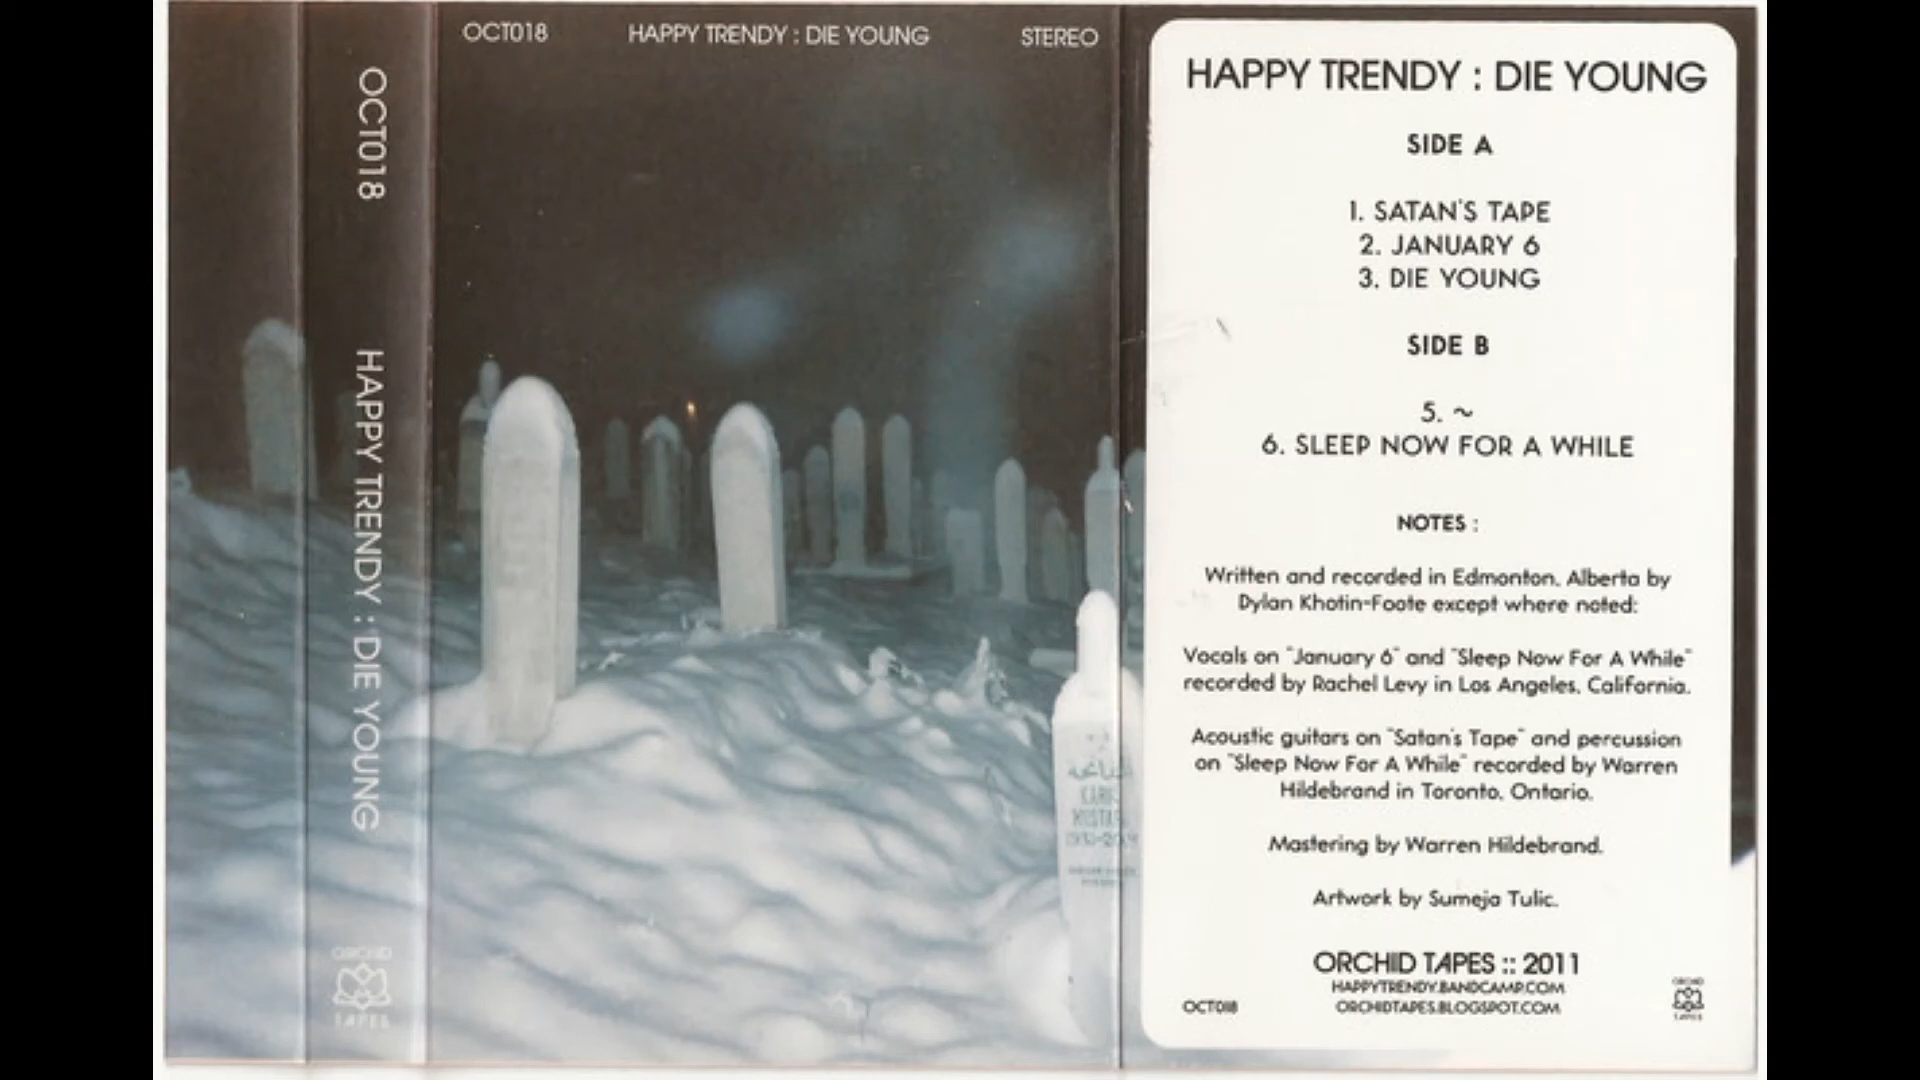 OCT018
HAPPY TRENDY : DIE YOUNG
ORCHID
TAPES
OCT018 HAPPY TRENDY : DIE YOUNG STEREO
HAPPY TRENDY : DIE YOUNG
SIDE A
1. SATAN'S TAPE
2. JANUARY 6
3. DIE YOUNG
SIDE B
5. ~
6. SLEEP NOW FOR A WHILE
NOTES :
Written and recorded in Edmonton, Alberta by
Dylan Khotin-Foote except where noted:
Vocals on "January 6" and "Sleep Now For A While"
recorded by Rachel Levy in Los Angeles, California.
Acoustic guitars on "Satan's Tape" and percussion
on "Sleep Now For A While" recorded by Warren
Hildebrand in Toronto, Ontario.
Mastering by Warren Hildebrand.
Artwork by Sumeja Tulic.
ORCHID TAPES :: 2011
HAPPYTRENDY.BANDCAMP.COM
ORCHIDTAPES.BLOGSPOT.COM
OCT018
ORCHID
TAPES